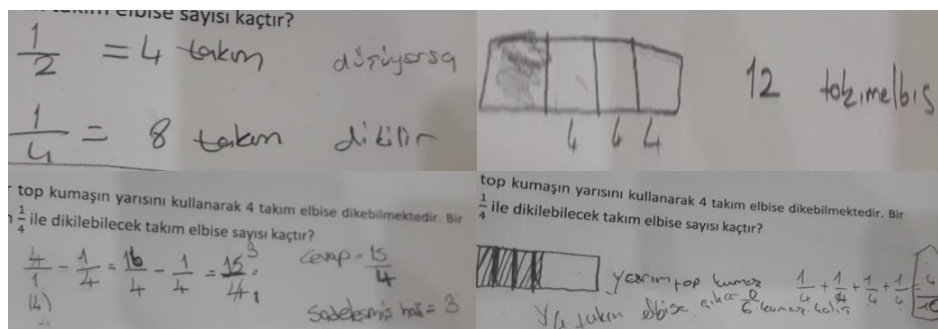 elbise sayısı kaçtır?
1/2 = 4 takım düşüyorsa
1/4 = 8 takım dikilir
4 4
12
top kumaşın yarısını kullanarak 4 takım elbise dikebilmektedir. Bir
1/4 ile dikilebilecek takım elbise sayısı kaçtır?
4/1 - 1/4 = 16/4 - 1/4 = 15/4
(4)
cevap = 15/4
sadeleşmiş hali = 3
top kumaşın yarısını kullanarak 4 takım elbise dikebilmektedir. Bir
1/4 ile dikilebilecek takım elbise sayısı kaçtır?
yarım top kumaş 1/4 + 1/4 + 1/4 + 1/4 = 4/16
takım elbise